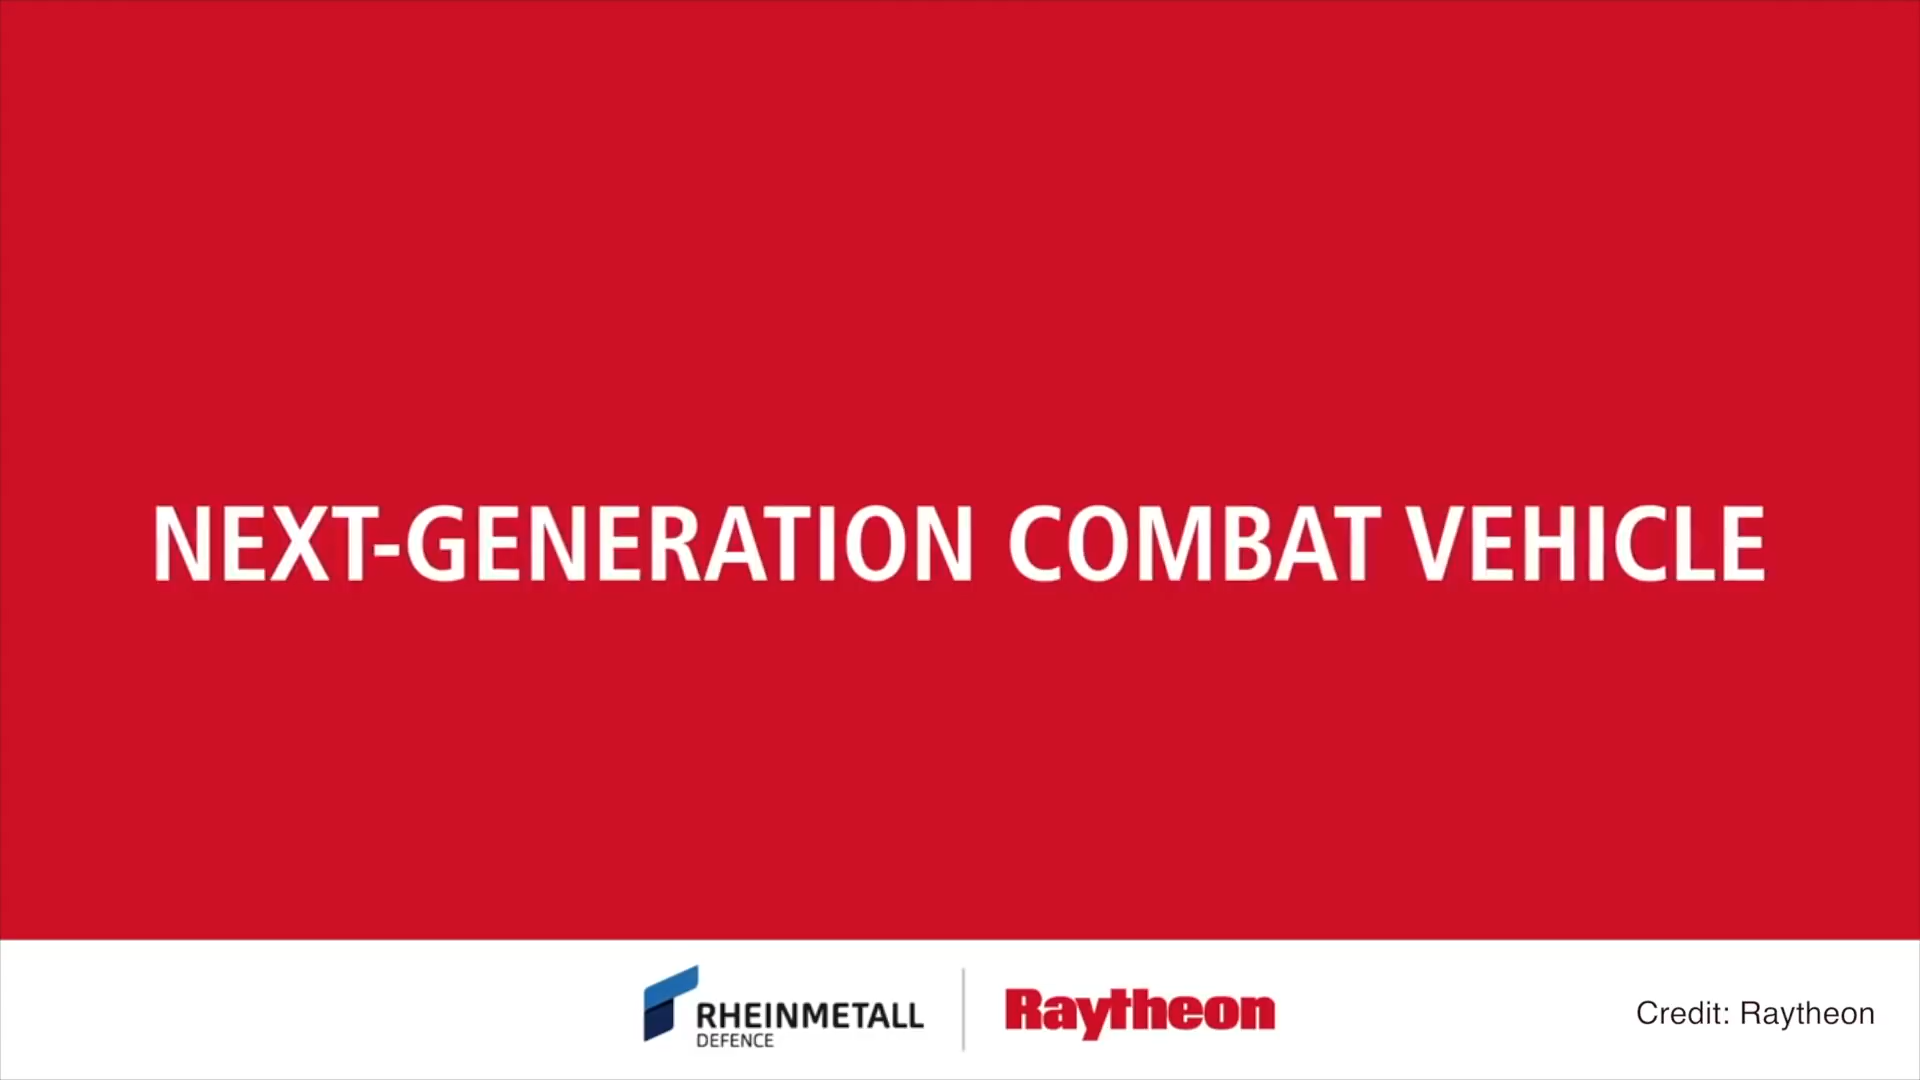 NEXT-GENERATION COMBAT VEHICLE
RHEINMETALL
DEFENCE
Raytheon
Credit: Raytheon